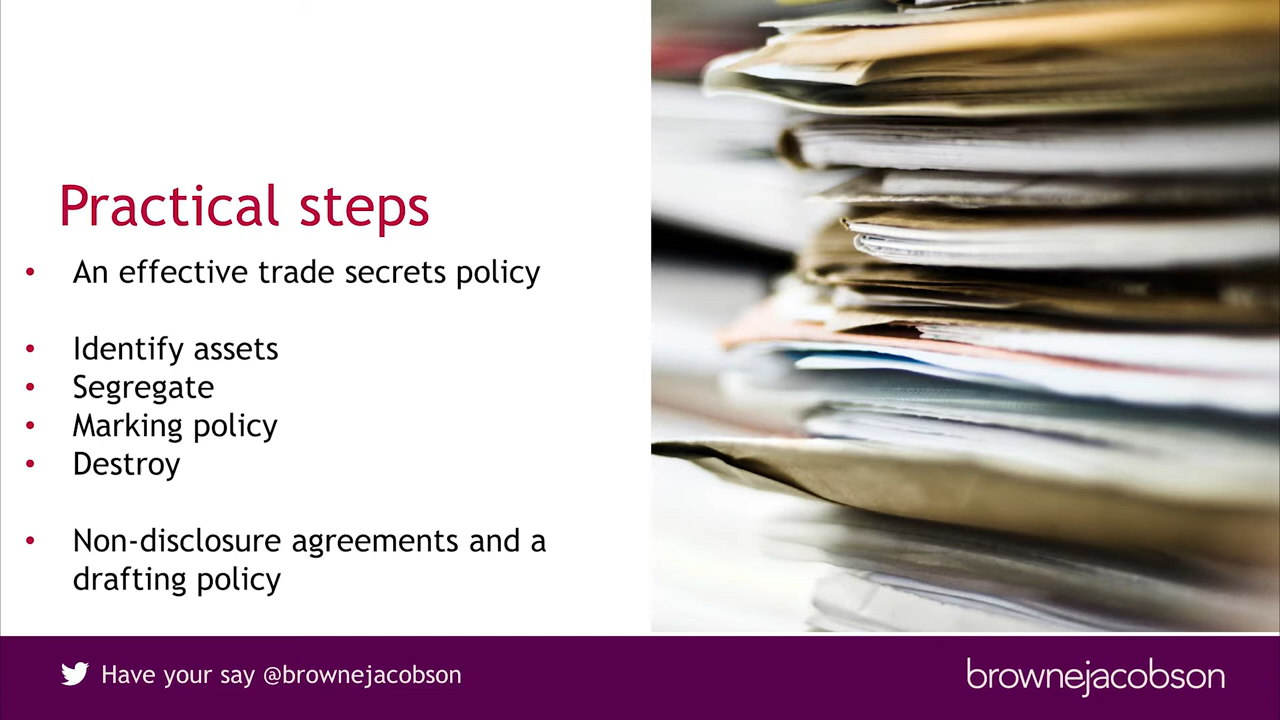 Practical steps
• An effective trade secrets policy
• Identify assets
• Segregate
• Marking policy
• Destroy
• Non-disclosure agreements and a
drafting policy
Have your say @brownejacobson
brownejacobson